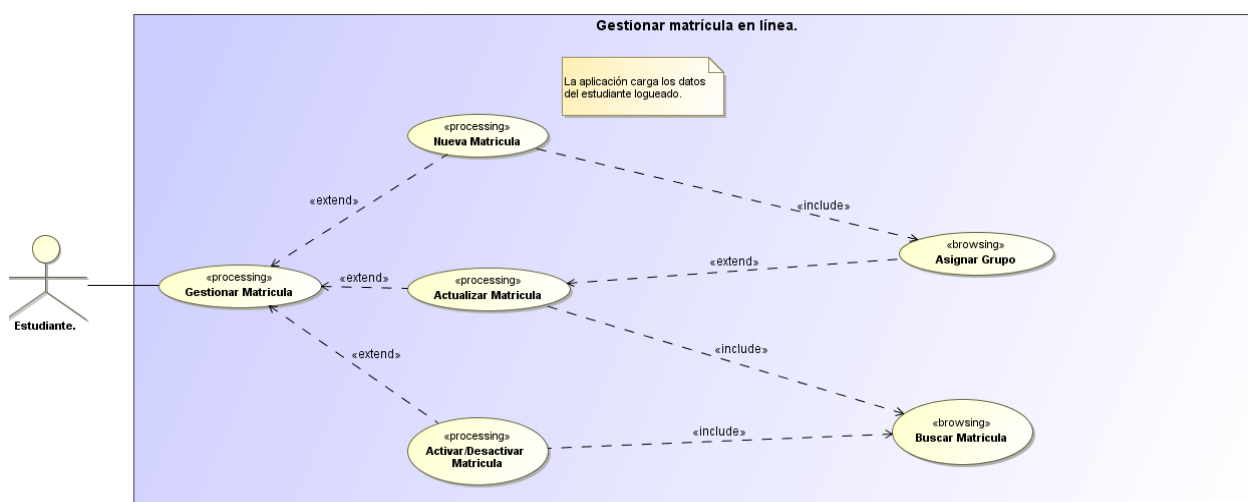 Gestionar matrícula en línea.
La aplicación carga los datos
del estudiante logueado.
«processing»
Nueva Matricula
«extend»
«include»
«browsing»
Asignar Grupo
«extend»
«processing»
Gestionar Matricula
«extend»
«processing»
Actualizar Matricula
Estudiante.
«extend»
«include»
«processing»
Activar/Desactivar
Matricula
«include»
«browsing»
Buscar Matricula